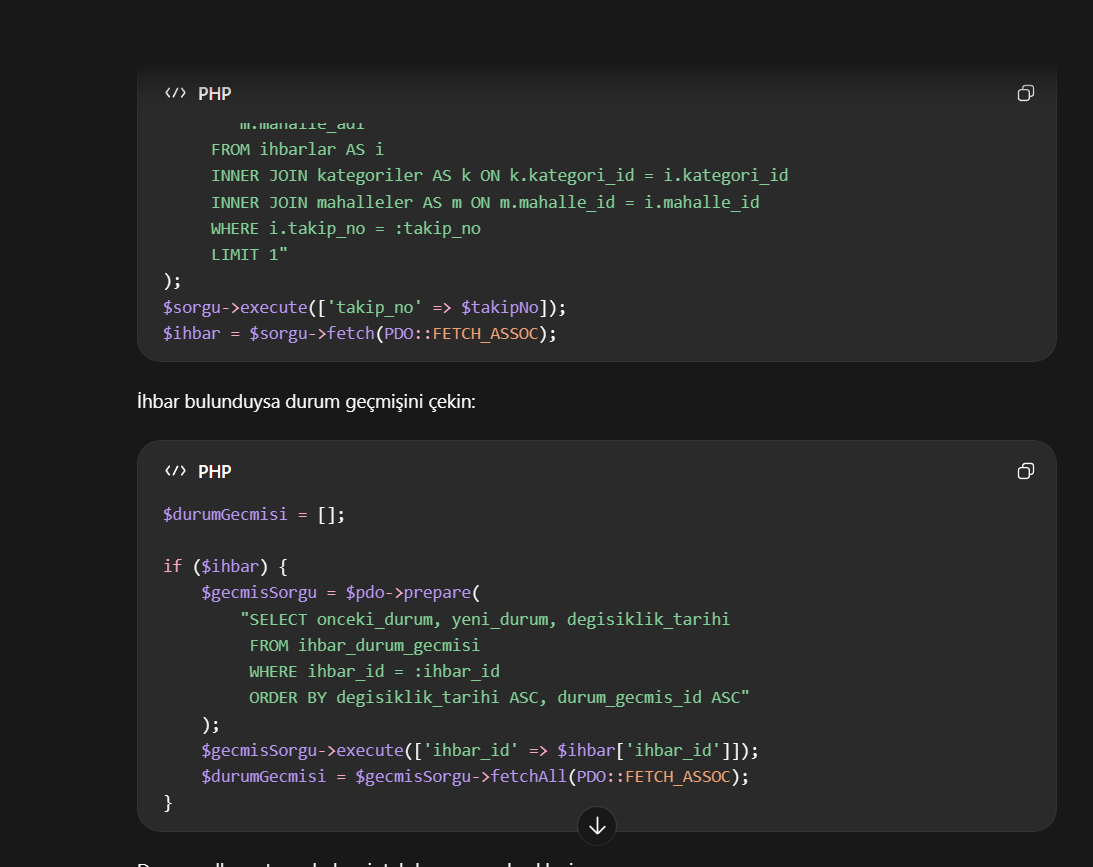 PHP
m.mahalle_adi
FROM ihbarlar AS i
INNER JOIN kategoriler AS k ON k.kategori_id = i.kategori_id
INNER JOIN mahalleler AS m ON m.mahalle_id = i.mahalle_id
WHERE i.takip_no = :takip_no
LIMIT 1"
);
$sorgu->execute(['takip_no' => $takipNo]);
$ihbar = $sorgu->fetch(PDO::FETCH_ASSOC);
İhbar bulunduysa durum geçmişini çekin:
PHP
$durumGecmisi = [];
if ($ihbar) {
$gecmisSorgu = $pdo->prepare(
"SELECT onceki_durum, yeni_durum, degisiklik_tarihi
FROM ihbar_durum_gecmisi
WHERE ihbar_id = :ihbar_id
ORDER BY degisiklik_tarihi ASC, durum_gecmis_id ASC"
);
$gecmisSorgu->execute(['ihbar_id' => $ihbar['ihbar_id']]);
$durumGecmisi = $gecmisSorgu->fetchAll(PDO::FETCH_ASSOC);
}